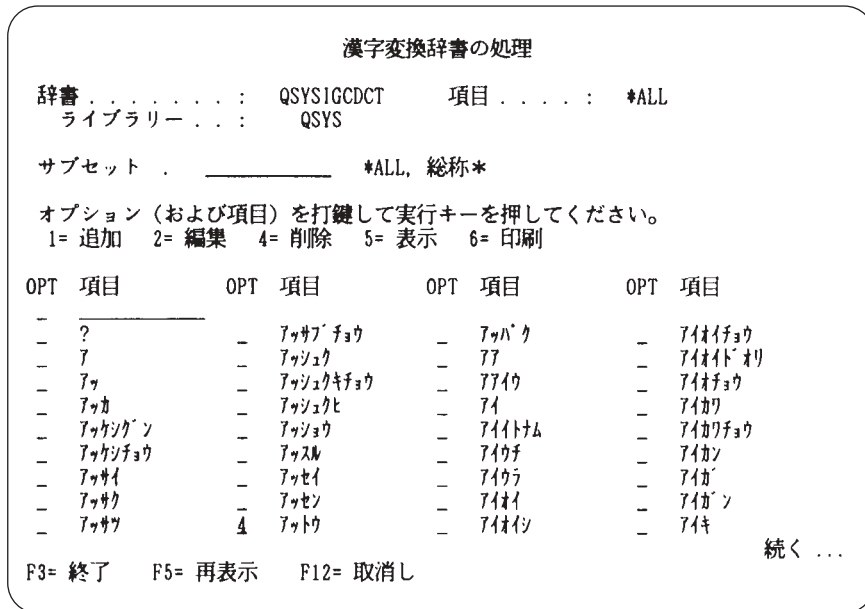 漢字変換辞書の処理
辞書 . . . . . . . : QSYSIGCDCT 項目 . . . . : *ALL
ライブラリー . . : QSYS
サブセット . ____________ *ALL, 総称*
オプション (および項目) を打鍵して実行キーを押してください。
1= 追加 2= 編集 4= 削除 5= 表示 6= 印刷
OPT 項目 OPT 項目 OPT 項目 OPT 項目
_ ____________
_ ? _ アッサブチョウ _ アッパク _ アイオイチョウ
_ ア _ アッシュク _ アア _ アイオイドオリ
_ アッ _ アッシュクキチョウ _ アアイウ _ アイオチョウ
_ アッカ _ アッシュクヒ _ アイ _ アイカワ
_ アッケシグン _ アッショウ _ アイイトナム _ アイカワチョウ
_ アッケシチョウ _ アッスル _ アイウチ _ アイカン
_ アッサイ _ アッセイ _ アイウラ _ アイガ
_ アッサク _ アッセン _ アイオイ _ アイガン
_ アッサツ 4 アットウ _ アイオイシ _ アイキ
続く ...
F3= 終了 F5= 再表示 F12= 取消し